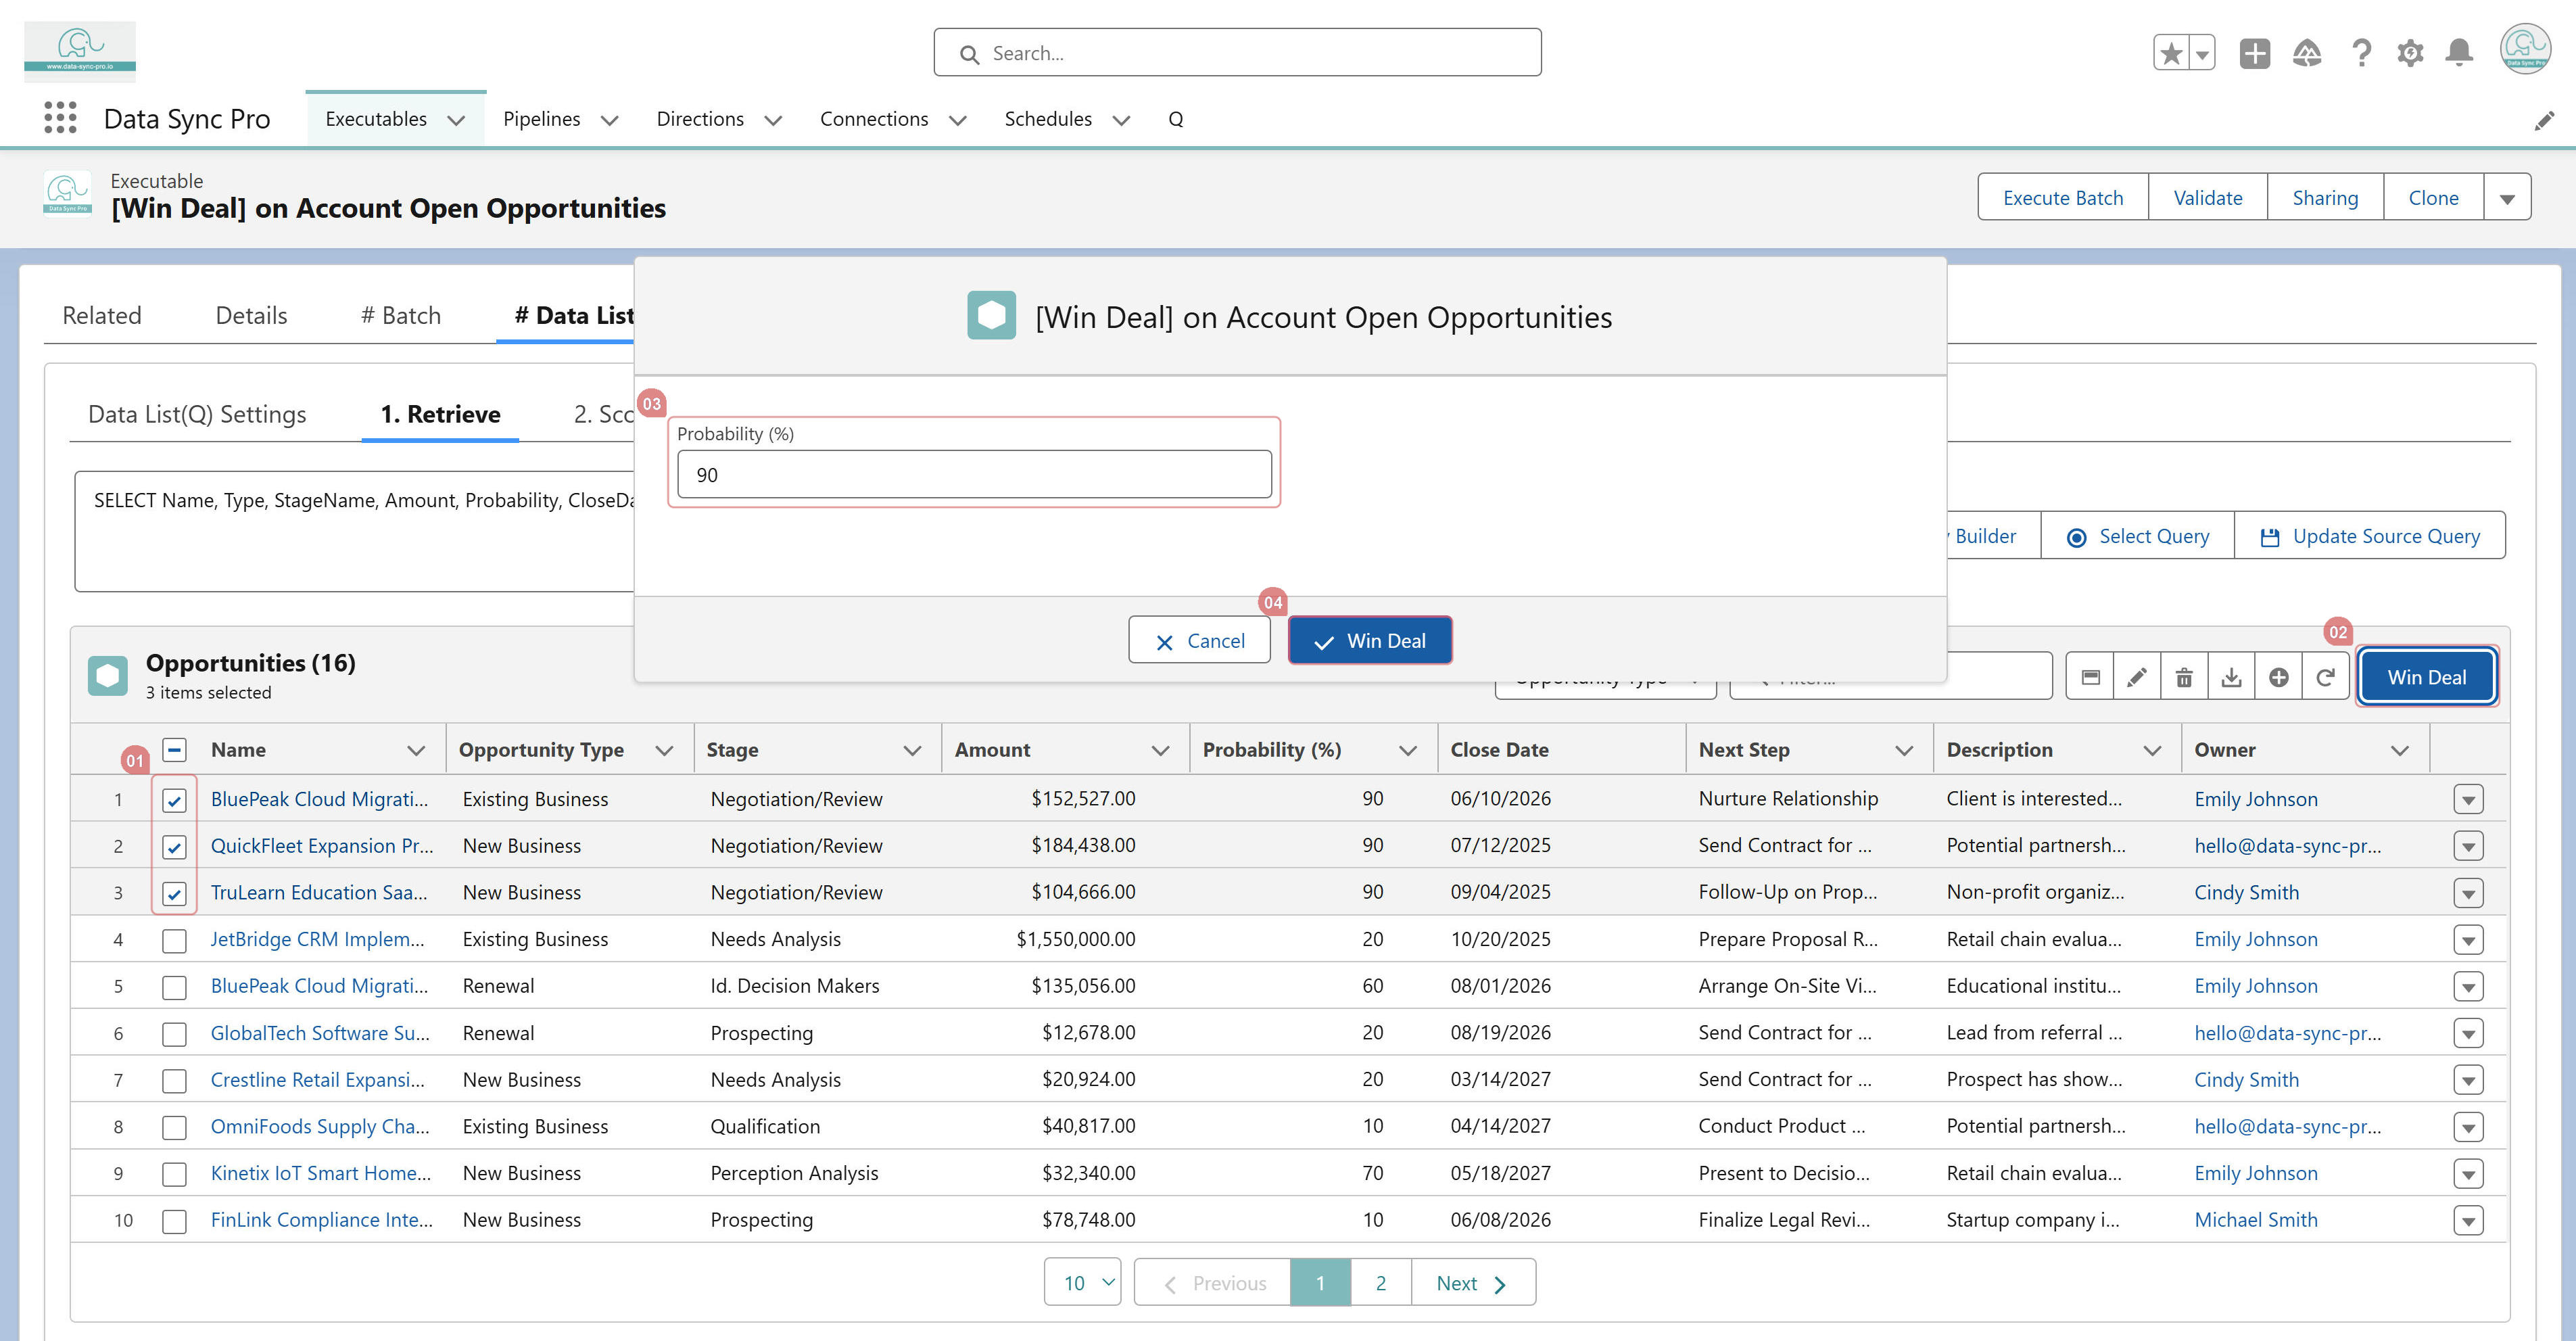 www.data-sync-pro.io
Search...
Data Sync Pro
Data Sync Pro
Executables
Pipelines
Directions
Connections
Schedules
Q
Data Sync Pro
Executable
[Win Deal] on Account Open Opportunities
Execute Batch
Validate
Sharing
Clone
Related
Details
# Batch
# Data List
[Win Deal] on Account Open Opportunities
Data List(Q) Settings
1. Retrieve
2. Sco
03
Probability (%)
90
SELECT Name, Type, StageName, Amount, Probability, CloseDa
Builder
Select Query
Update Source Query
04
Cancel
Win Deal
Opportunities (16)
3 items selected
Opportunity Type
Filter...
02
Win Deal
01
Name Opportunity Type Stage Amount Probability (%) Close Date Next Step Description Owner
1 BluePeak Cloud Migrati... Existing Business Negotiation/Review $152,527.00 90 06/10/2026 Nurture Relationship Client is interested... Emily Johnson
2 QuickFleet Expansion Pr... New Business Negotiation/Review $184,438.00 90 07/12/2025 Send Contract for ... Potential partnersh... hello@data-sync-pr...
3 TruLearn Education Saa... New Business Negotiation/Review $104,666.00 90 09/04/2025 Follow-Up on Prop... Non-profit organiz... Cindy Smith
4 JetBridge CRM Implem... Existing Business Needs Analysis $1,550,000.00 20 10/20/2025 Prepare Proposal R... Retail chain evalua... Emily Johnson
5 BluePeak Cloud Migrati... Renewal Id. Decision Makers $135,056.00 60 08/01/2026 Arrange On-Site Vi... Educational institu... Emily Johnson
6 GlobalTech Software Su... Renewal Prospecting $12,678.00 20 08/19/2026 Send Contract for ... Lead from referral ... hello@data-sync-pr...
7 Crestline Retail Expansi... New Business Needs Analysis $20,924.00 20 03/14/2027 Send Contract for ... Prospect has show... Cindy Smith
8 OmniFoods Supply Cha... Existing Business Qualification $40,817.00 10 04/14/2027 Conduct Product ... Potential partnersh... hello@data-sync-pr...
9 Kinetix IoT Smart Home... New Business Perception Analysis $32,340.00 70 05/18/2027 Present to Decisio... Retail chain evalua... Emily Johnson
10 FinLink Compliance Inte... New Business Prospecting $78,748.00 10 06/08/2026 Finalize Legal Revi... Startup company i... Michael Smith
10
Previous
1
2
Next